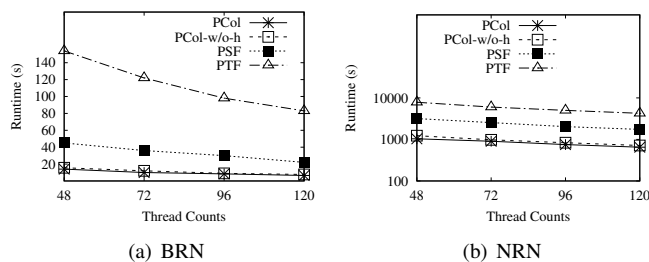 PCol
PCol-w/o-h
PSF
PTF
Runtime (s)
140
120
100
80
60
40
20
48 72 96 120
Thread Counts
(a) BRN
PCol
PCol-w/o-h
PSF
PTF
Runtime (s)
10000
1000
100
48 72 96 120
Thread Counts
(b) NRN